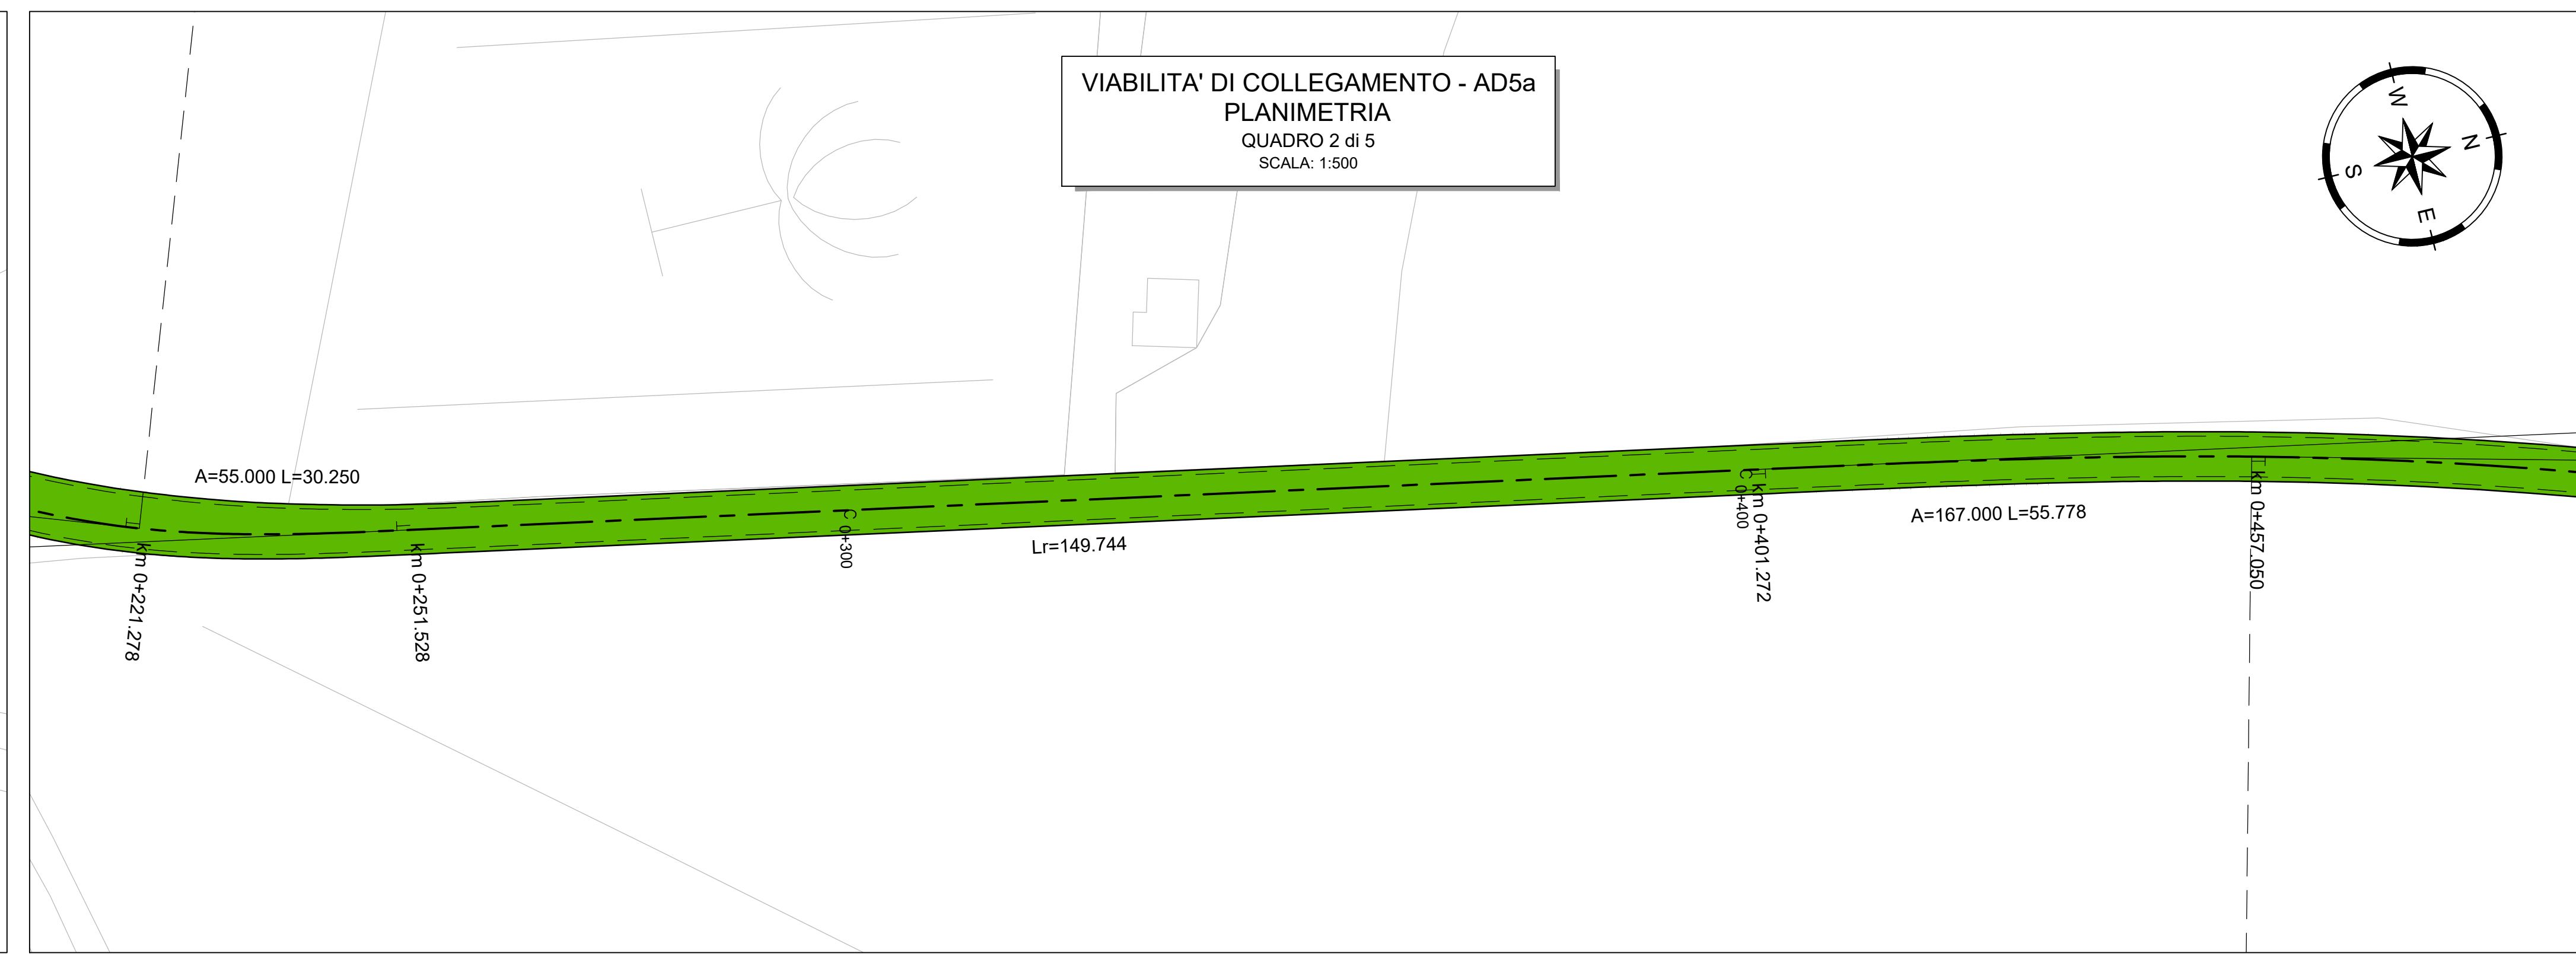 VIABILITA' DI COLLEGAMENTO - AD5a
PLANIMETRIA
QUADRO 2 di 5
SCALA: 1:500
W
N
S
E
A=55.000 L=30.250
km 0+221.278
km 0+251.528
C
0+300
Lr=149.744
C
0+400
km 0+401.272
A=167.000 L=55.778
km 0+457.050